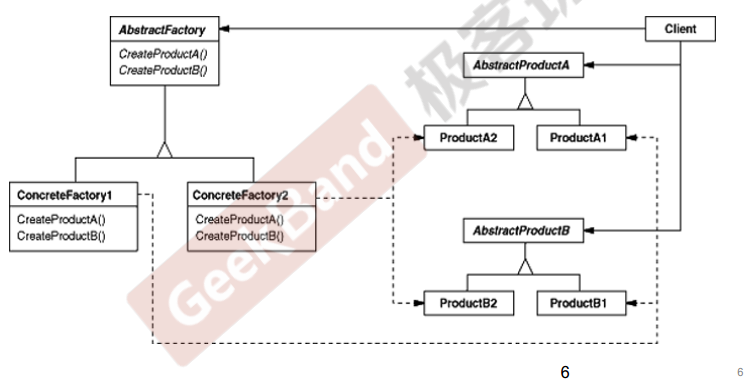 AbstractFactory
CreateProductA()
CreateProductB()
Client
AbstractProductA
ProductA2
ProductA1
ConcreteFactory1
CreateProductA()
CreateProductB()
ConcreteFactory2
CreateProductA()
CreateProductB()
AbstractProductB
ProductB2
ProductB1
GeekBand 极客班
6
6